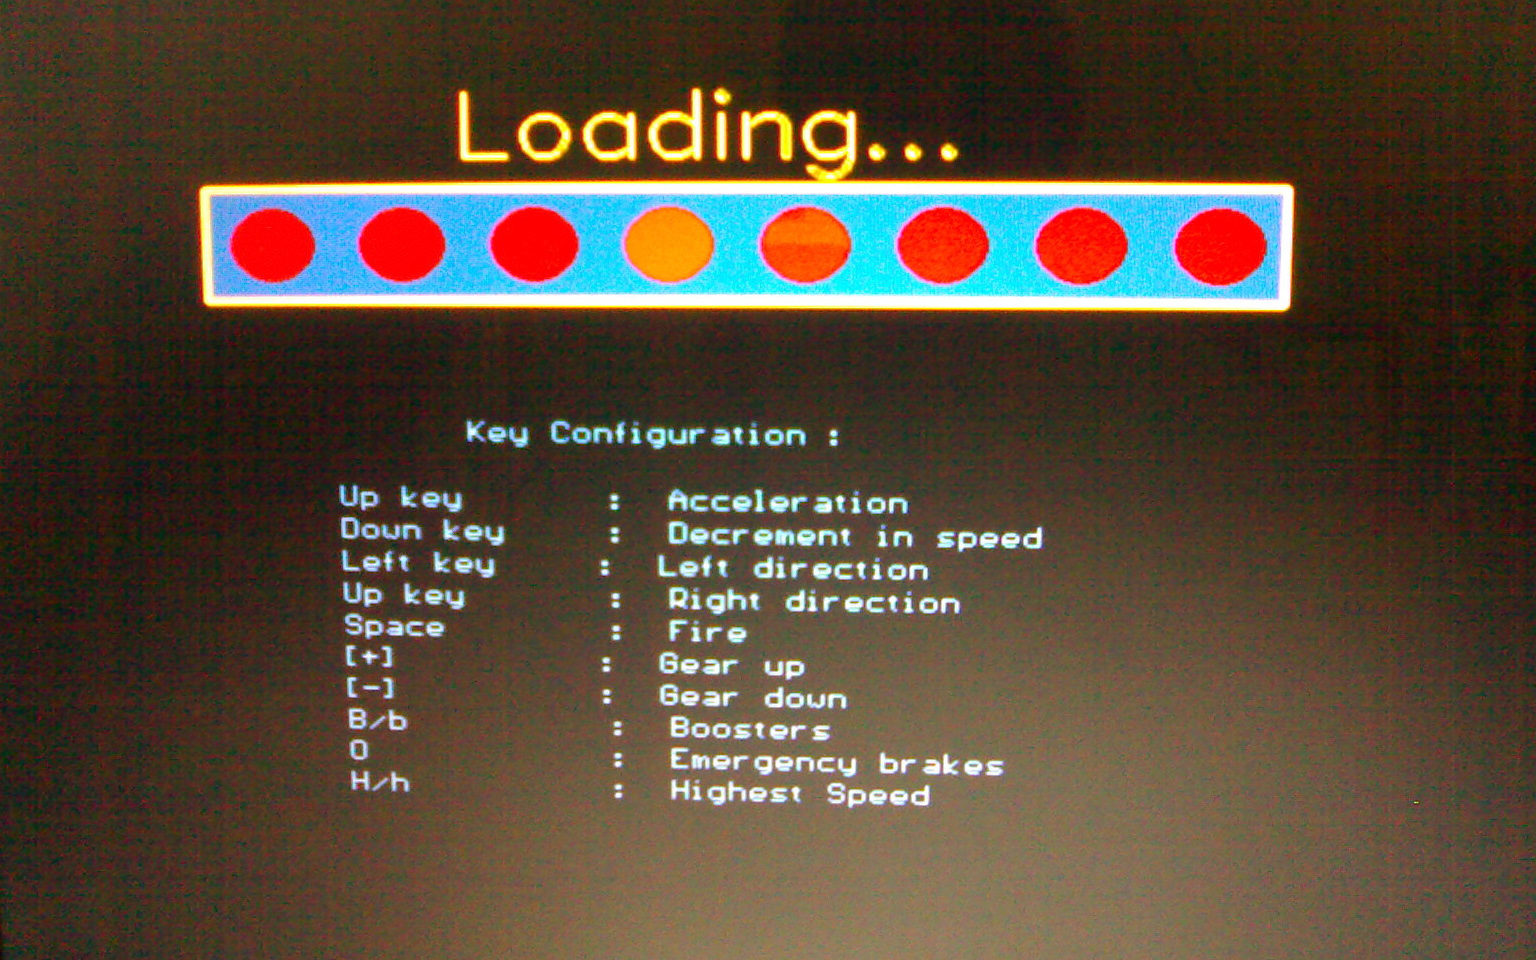 Loading...
Key Configuration :
Up key : Acceleration
Down key : Decrement in speed
Left key : Left direction
Up key : Right direction
Space : Fire
[+] : Gear up
[-] : Gear down
B/b : Boosters
0 : Emergency brakes
H/h : Highest Speed